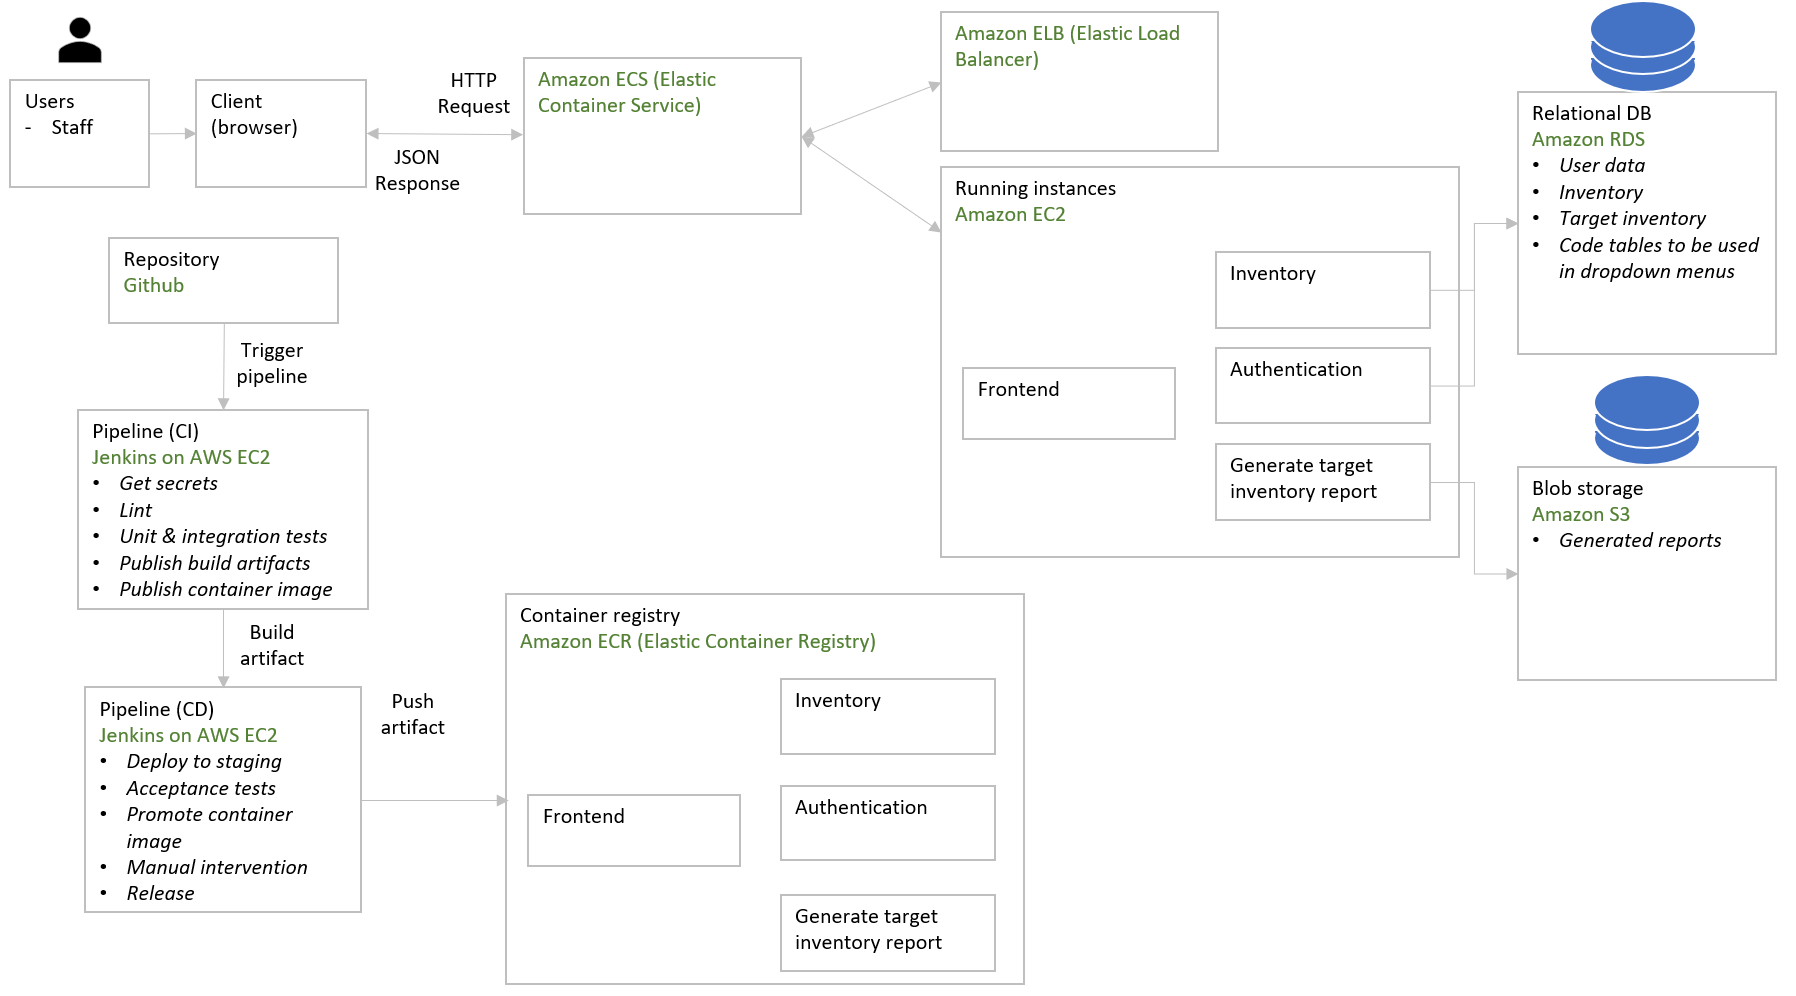 Users
- Staff
Client
(browser)
HTTP
Request
JSON
Response
Amazon ECS (Elastic
Container Service)
Amazon ELB (Elastic Load
Balancer)
Running instances
Amazon EC2
Inventory
Authentication
Frontend
Generate target
inventory report
Relational DB
Amazon RDS
• User data
• Inventory
• Target inventory
• Code tables to be used
in dropdown menus
Blob storage
Amazon S3
• Generated reports
Repository
Github
Trigger
pipeline
Pipeline (CI)
Jenkins on AWS EC2
• Get secrets
• Lint
• Unit & integration tests
• Publish build artifacts
• Publish container image
Build
artifact
Pipeline (CD)
Jenkins on AWS EC2
• Deploy to staging
• Acceptance tests
• Promote container
image
• Manual intervention
• Release
Push
artifact
Container registry
Amazon ECR (Elastic Container Registry)
Inventory
Authentication
Frontend
Generate target
inventory report